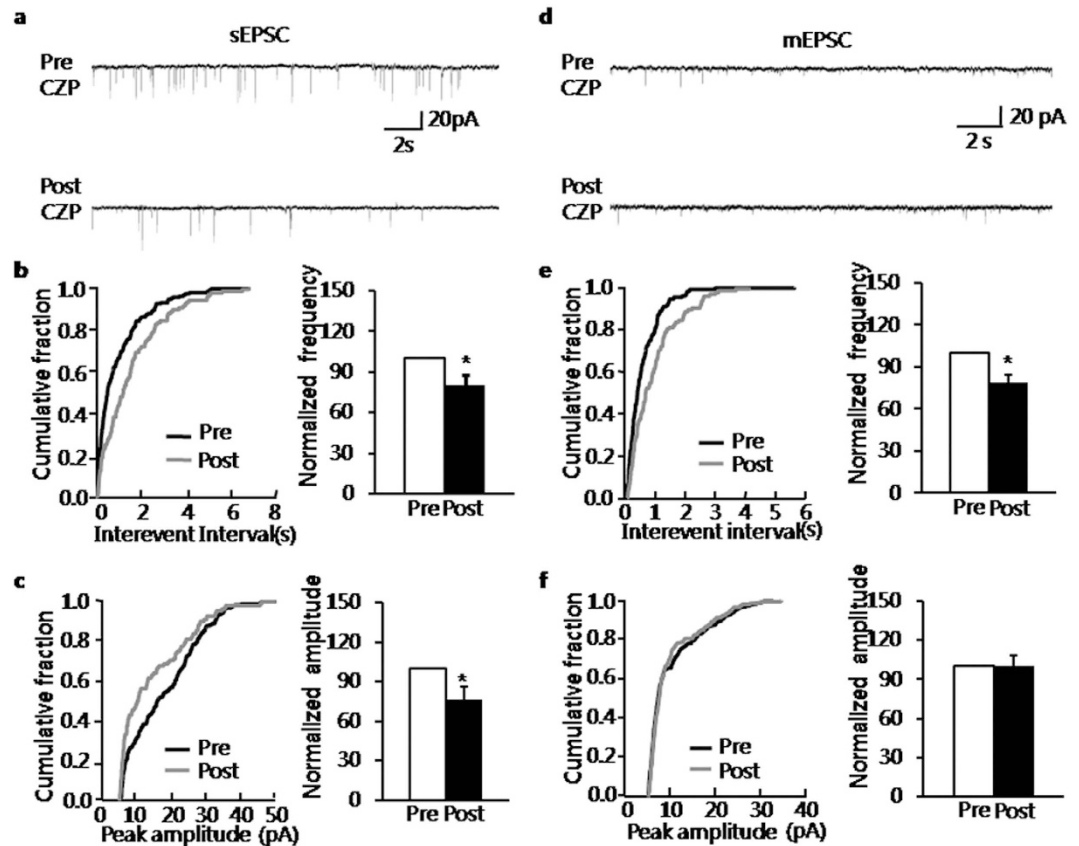 a
sEPSC
Pre
CZP
20pA
2s
Post
CZP
d
mEPSC
Pre
CZP
20 pA
2 s
Post
CZP
b
Cumulative fraction
1.0
0.8
0.6
0.4
0.2
0.0
Pre
Post
0 2 4 6 8
Interevent Interval(s)
Normalized frequency
150
120
90
60
30
0
*
Pre Post
e
Cumulative fraction
1.0
0.8
0.6
0.4
0.2
0.0
Pre
Post
0 1 2 3 4 5 6
Interevent interval(s)
Normalized frequency
150
120
90
60
30
0
*
Pre Post
c
Cumulative fraction
1.0
0.8
0.6
0.4
0.2
0.0
Pre
Post
0 10 20 30 40 50
Peak amplitude (pA)
Normalized amplitude
150
120
90
60
30
0
*
Pre Post
f
Cumulative fraction
1.0
0.8
0.6
0.4
0.2
0.0
Pre
Post
0 10 20 30 40
Peak amplitude (pA)
Normalized amplitude
150
120
90
60
30
0
Pre Post